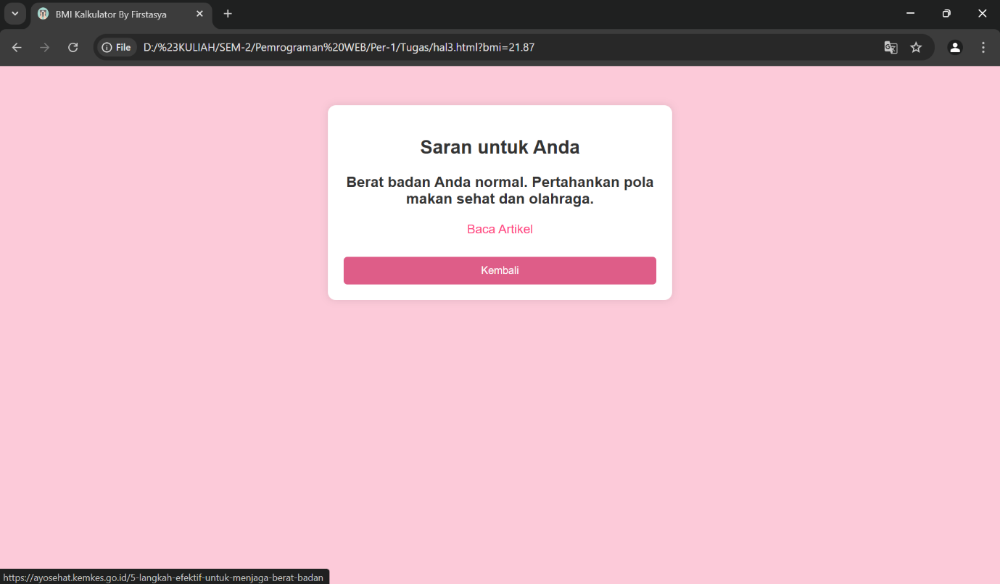 BMI Kalkulator By Firstasya
File
D:/%23KULIAH/SEM-2/Pemrograman%20WEB/Per-1/Tugas/hal3.html?bmi=21.87
Saran untuk Anda
Berat badan Anda normal. Pertahankan pola
makan sehat dan olahraga.
Baca Artikel
Kembali
https://ayosehat.kemkes.go.id/5-langkah-efektif-untuk-menjaga-berat-badan